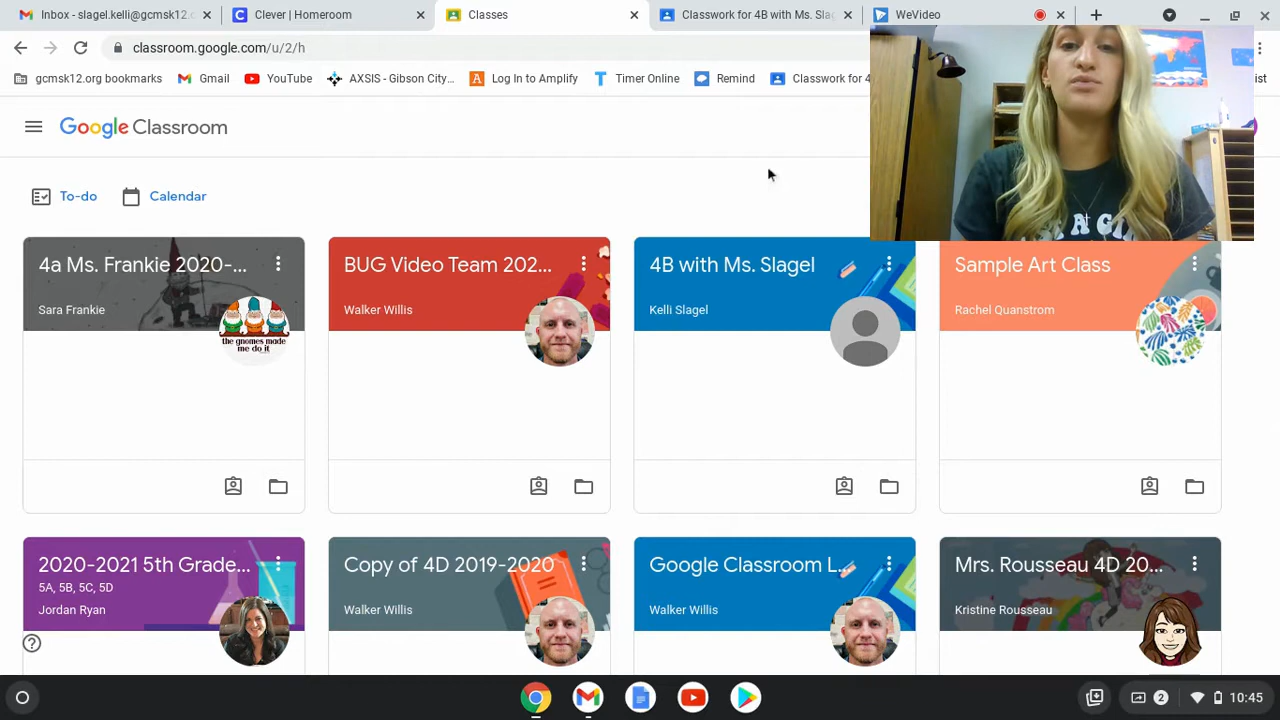 Inbox - slagel.kelli@gcmsk12.o
Clever | Homeroom
Classes
Classwork for 4B with Ms. Slag
WeVideo
classroom.google.com/u/2/h
gcmsk12.org bookmarks
Gmail
YouTube
AXSIS - Gibson City...
Log In to Amplify
Timer Online
Remind
Classwork for 4
ist
Google Classroom
To-do
Calendar
4a Ms. Frankie 2020-...
Sara Frankie
the gnomes made
me do it
BUG Video Team 202...
Walker Willis
4B with Ms. Slagel
Kelli Slagel
Sample Art Class
Rachel Quanstrom
2020-2021 5th Grade...
5A, 5B, 5C, 5D
Jordan Ryan
Copy of 4D 2019-2020
Walker Willis
Google Classroom L...
Walker Willis
Mrs. Rousseau 4D 20...
Kristine Rousseau
2
10:45